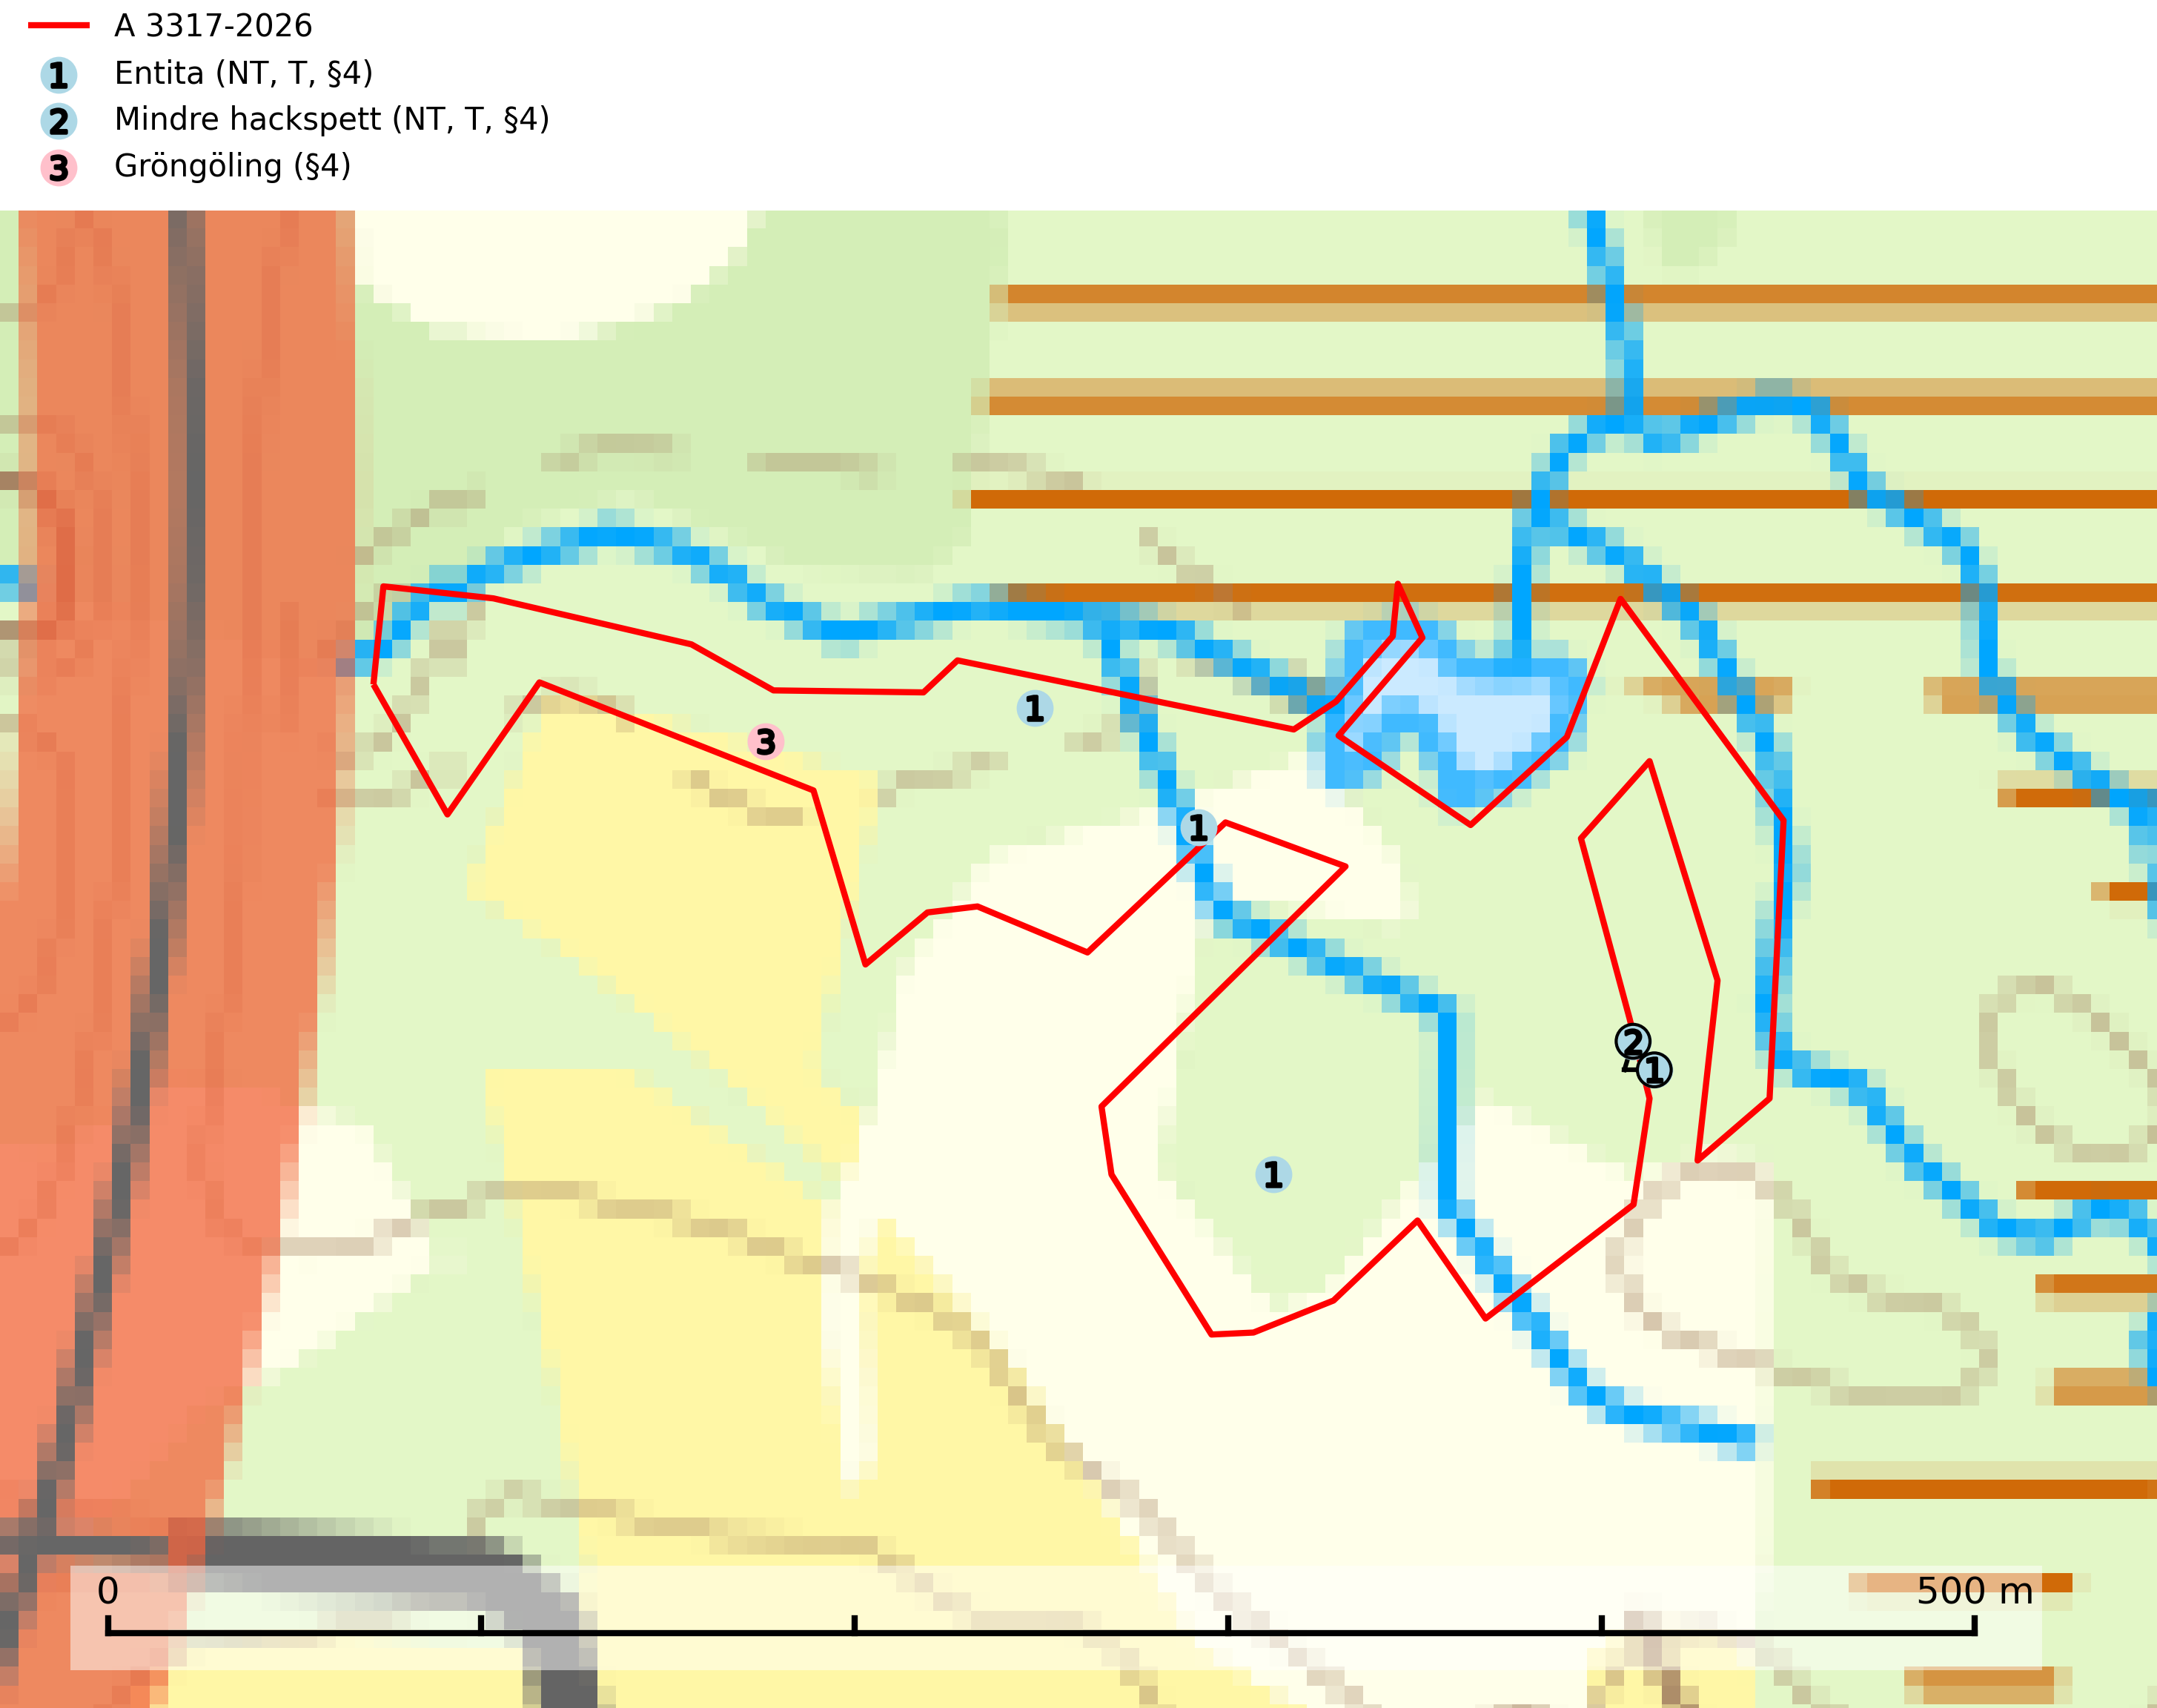 A 3317-2026
1 Entita (NT, T, §4)
2 Mindre hackspett (NT, T, §4)
3 Gröngöling (§4)
1
3
1
2
1
1
0 500 m